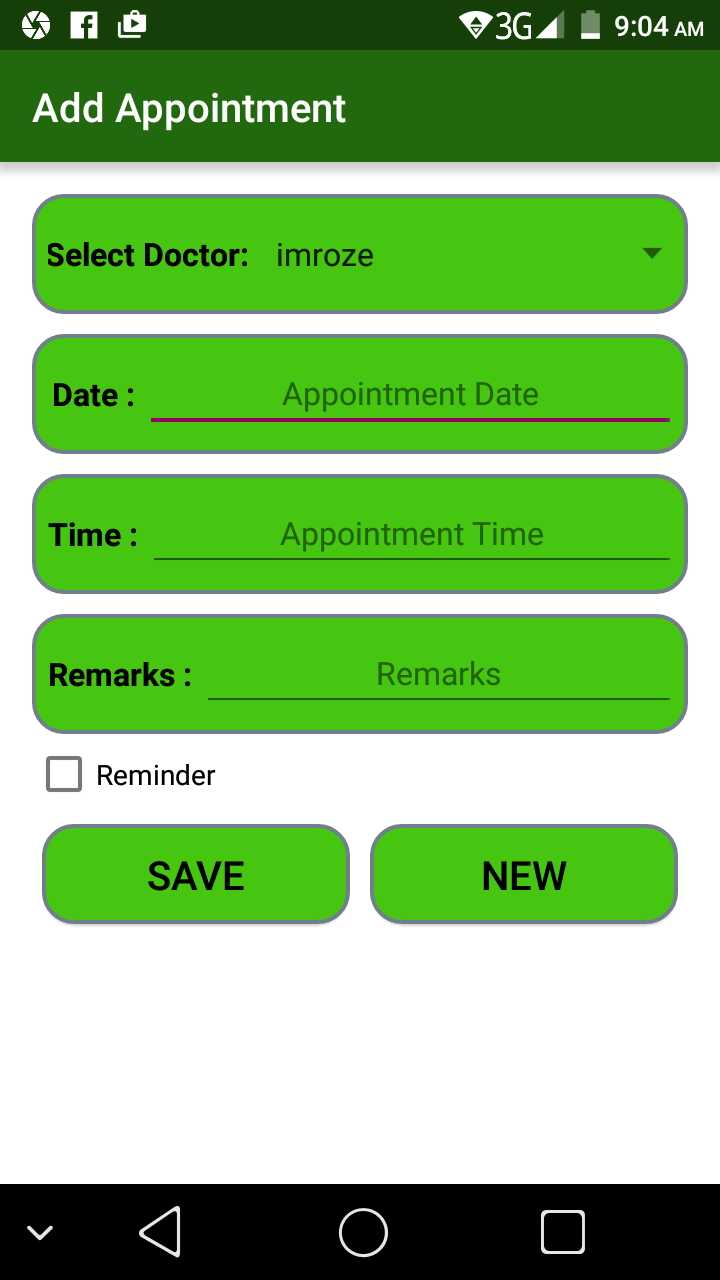 3G 9:04 AM
Add Appointment
Select Doctor: imroze
Date : Appointment Date
Time : Appointment Time
Remarks : Remarks
Reminder
SAVE NEW